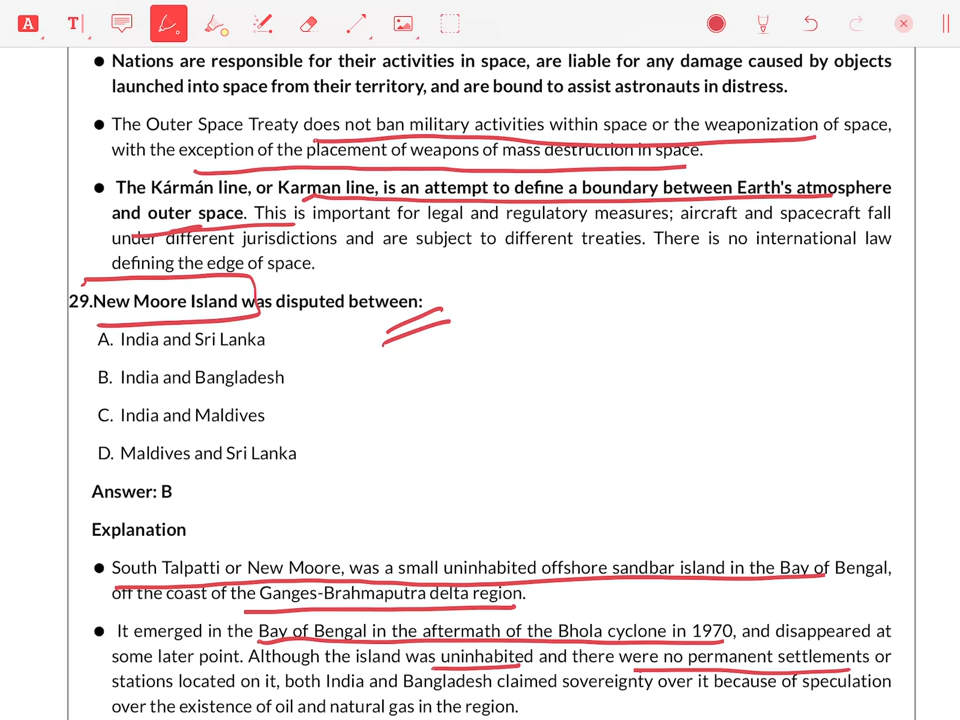 A T
● Nations are responsible for their activities in space, are liable for any damage caused by objects
launched into space from their territory, and are bound to assist astronauts in distress.
● The Outer Space Treaty does not ban military activities within space or the weaponization of space,
with the exception of the placement of weapons of mass destruction in space.
● The Kármán line, or Karman line, is an attempt to define a boundary between Earth's atmosphere
and outer space. This is important for legal and regulatory measures; aircraft and spacecraft fall
under different jurisdictions and are subject to different treaties. There is no international law
defining the edge of space.
29.New Moore Island was disputed between:
A. India and Sri Lanka
B. India and Bangladesh
C. India and Maldives
D. Maldives and Sri Lanka
Answer: B
Explanation
● South Talpatti or New Moore, was a small uninhabited offshore sandbar island in the Bay of Bengal,
off the coast of the Ganges-Brahmaputra delta region.
● It emerged in the Bay of Bengal in the aftermath of the Bhola cyclone in 1970, and disappeared at
some later point. Although the island was uninhabited and there were no permanent settlements or
stations located on it, both India and Bangladesh claimed sovereignty over it because of speculation
over the existence of oil and natural gas in the region.